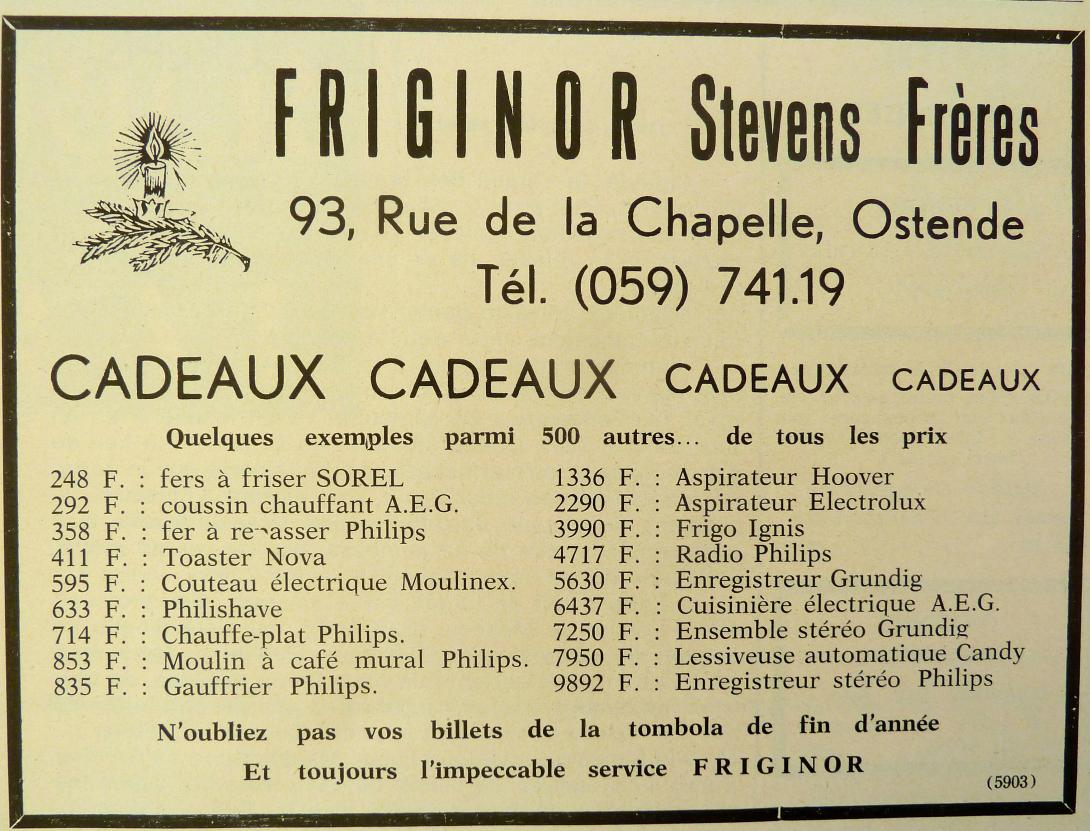 FRIGINOR Stevens Frères
93, Rue de la Chapelle, Ostende
Tél. (059) 741.19
CADEAUX CADEAUX CADEAUX CADEAUX
Quelques exemples parmi 500 autres... de tous les prix
248 F. : fers à friser SOREL
292 F. : coussin chauffant A.E.G.
358 F. : fer à repasser Philips
411 F. : Toaster Nova
595 F. : Couteau électrique Moulinex.
633 F. : Philishave
714 F. : Chauffe-plat Philips.
853 F. : Moulin à café mural Philips.
835 F. : Gauffrier Philips.
1336 F. : Aspirateur Hoover
2290 F. : Aspirateur Electrolux
3990 F. : Frigo Ignis
4717 F. : Radio Philips
5630 F. : Enregistreur Grundig
6437 F. : Cuisinière électrique A.E.G.
7250 F. : Ensemble stéréo Grundig
7950 F. : Lessiveuse automatique Candy
9892 F. : Enregistreur stéréo Philips
N'oubliez pas vos billets de la tombola de fin d'année
Et toujours l'impeccable service FRIGINOR
(5903)